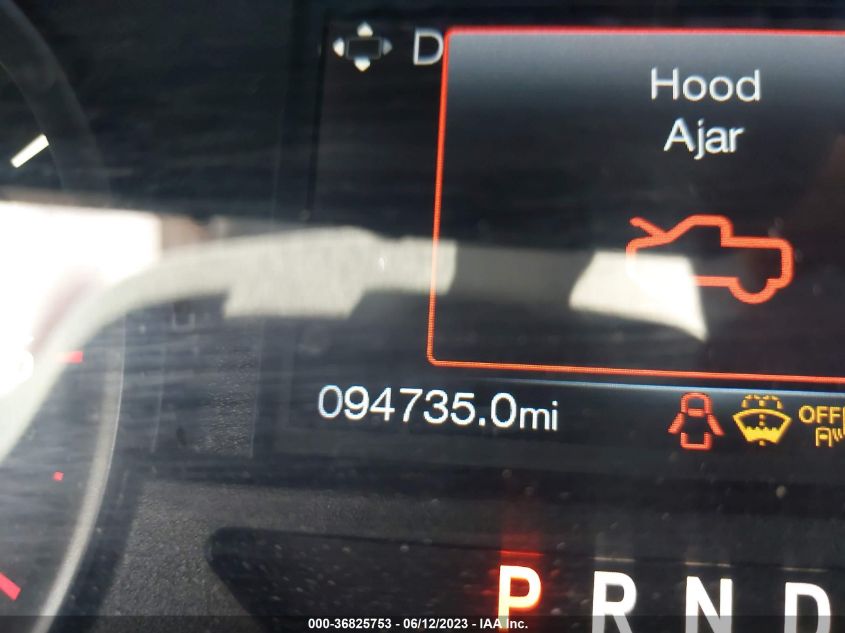 D
Hood
Ajar
094735.0mi
OFF
P R N D
000-36825753 - 06/12/2023 - IAA Inc.